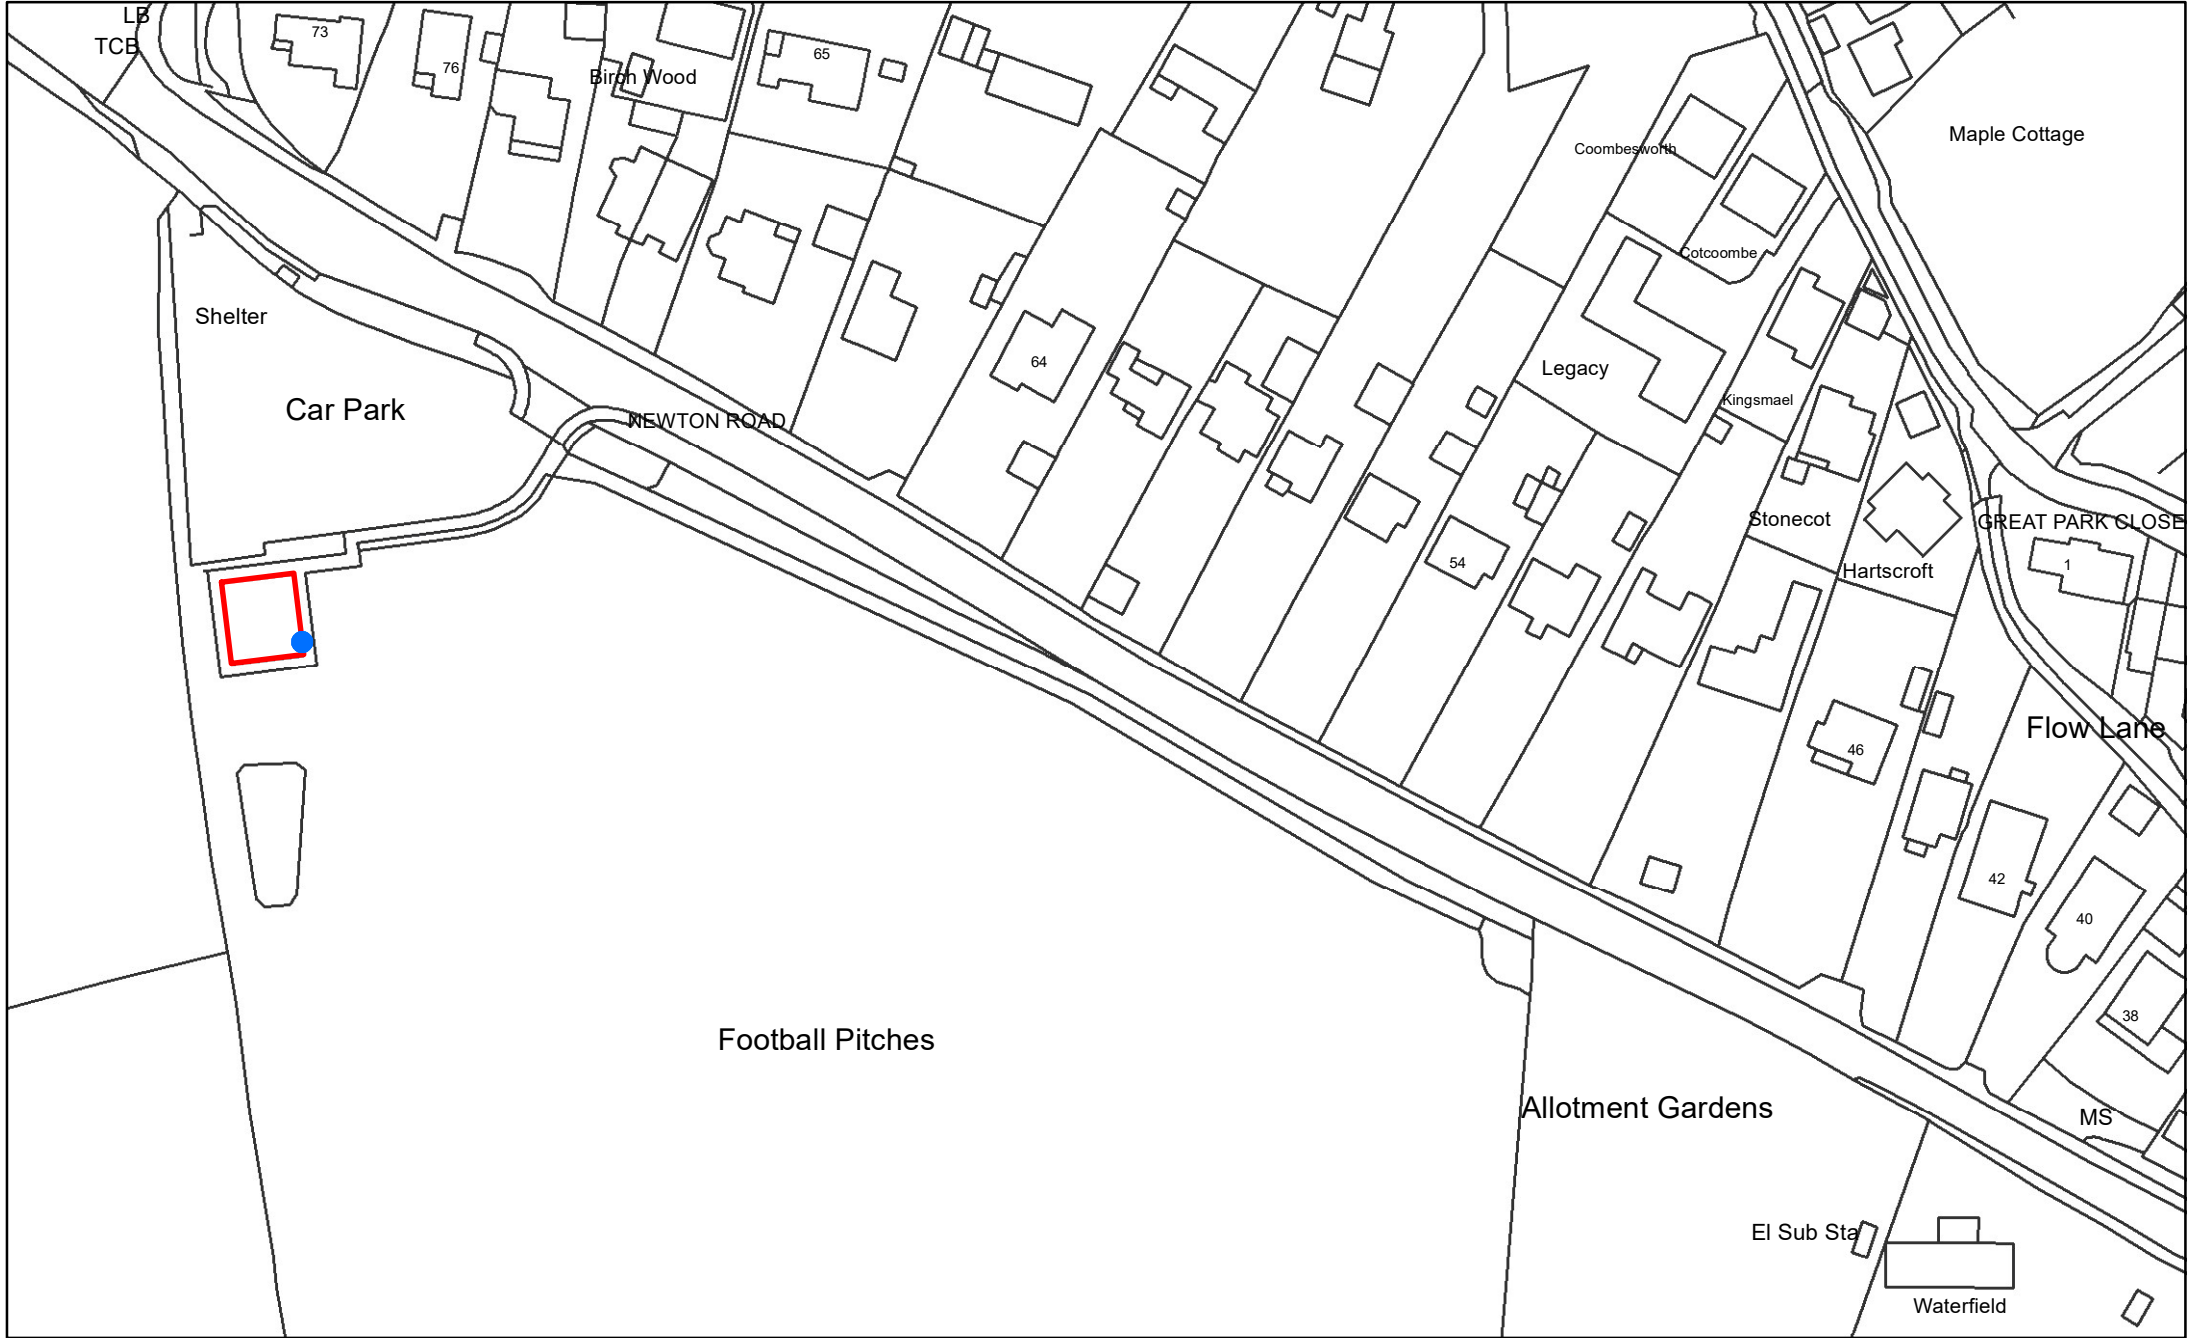 LB
73
TCB
65
76
Birch Wood
Maple Cottage
Coombesworth
Cotcoombe
Shelter
64
Legacy
Kingsmael
Car Park
NEWTON ROAD
Stonecot
GREAT PARK CLOSE
54
1
Hartscroft
Flow Lane
46
42
40
38
Football Pitches
Allotment Gardens
MS
El Sub Sta
Waterfield